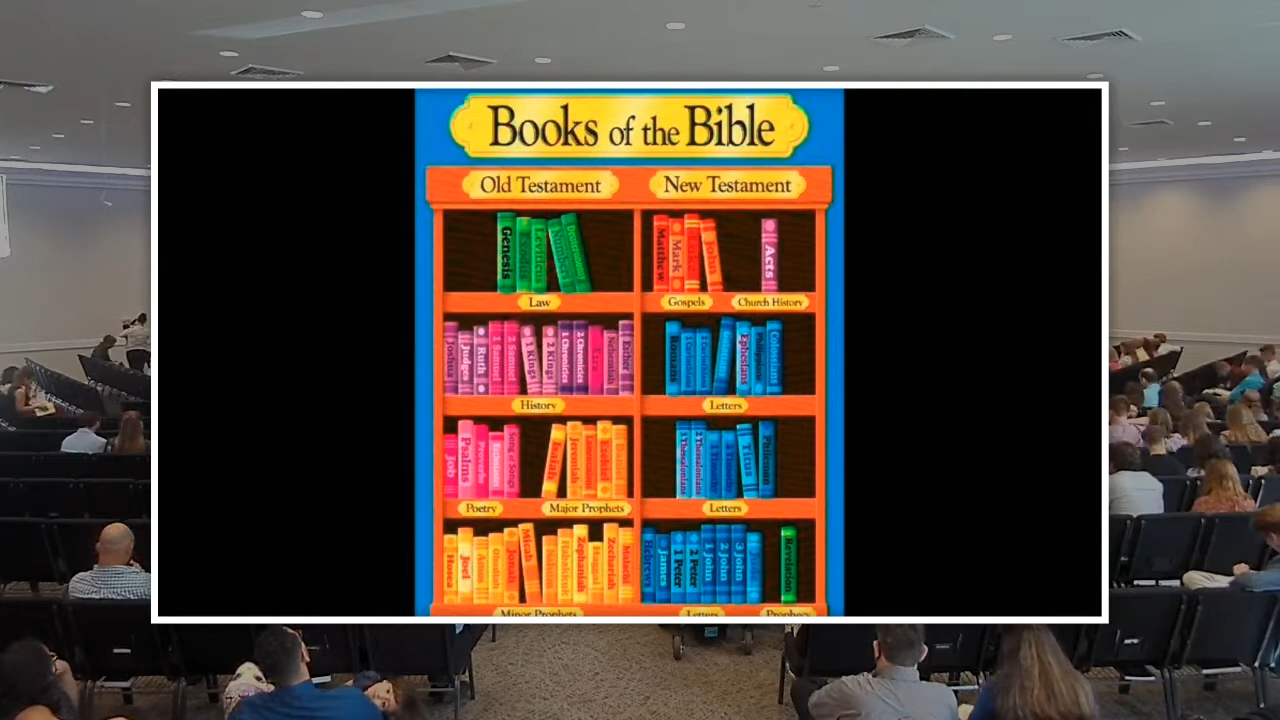 Books of the Bible
Old Testament
New Testament
Genesis
Exodus
Leviticus
Numbers
Deuteronomy
Law
Matthew
Mark
Luke
John
Gospels
Acts
Church History
Joshua
Judges
Ruth
1 Samuel
2 Samuel
1 Kings
2 Kings
1 Chronicles
2 Chronicles
Ezra
Nehemiah
Esther
History
Romans
1 Corinthians
2 Corinthians
Ephesians
Philippians
Colossians
Letters
Job
Psalms
Proverbs
Ecclesiastes
Song of Songs
Poetry
Isaiah
Jeremiah
Lamentations
Ezekiel
Daniel
Major Prophets
1 Thessalonians
2 Thessalonians
1 Timothy
2 Timothy
Titus
Philemon
Letters
Hosea
Joel
Amos
Obadiah
Jonah
Micah
Nahum
Habakkuk
Zephaniah
Haggai
Zechariah
Malachi
Minor Prophets
Hebrews
James
1 Peter
2 Peter
1 John
2 John
3 John
Letters
Revelation
Prophecy